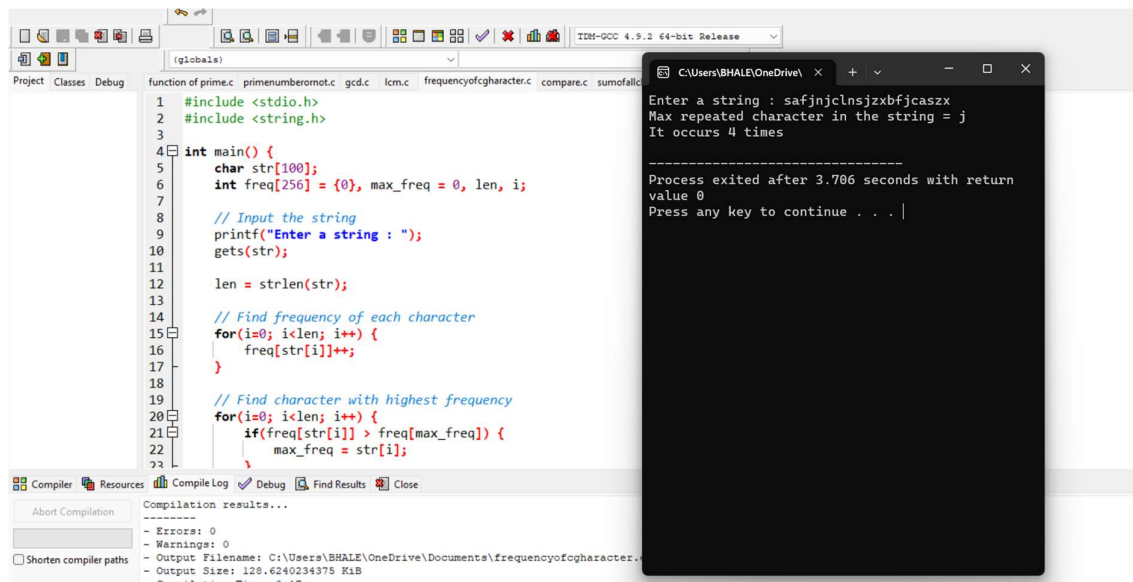 TDM-GCC 4.9.2 64-bit Release
(globals)
Project Classes Debug
function of prime.c primenumberornot.c gcd.c lcm.c frequencyofcgharacter.c compare.c
1 #include <stdio.h>
2 #include <string.h>
3
4 int main() {
5 char str[100];
6 int freq[256] = {0}, max_freq = 0, len, i;
7
8 // Input the string
9 printf("Enter a string : ");
10 gets(str);
11
12 len = strlen(str);
13
14 // Find frequency of each character
15 for(i=0; i<len; i++) {
16 freq[str[i]]++;
17 }
18
19 // Find character with highest frequency
20 for(i=0; i<len; i++) {
21 if(freq[str[i]] > freq[max_freq]) {
22 max_freq = str[i];
23 }
C:\Users\BHALE\OneDrive\
Enter a string : safjnjclnsjzxbfjcaszx
Max repeated character in the string = j
It occurs 4 times
--------------------------------
Process exited after 3.706 seconds with return
value 0
Press any key to continue . . .
Compiler Resources Compile Log Debug Find Results Close
Abort Compilation
Shorten compiler paths
Compilation results...
--------
- Errors: 0
- Warnings: 0
- Output Filename: C:\Users\BHALE\OneDrive\Documents\frequencyofcgharacter.
- Output Size: 128.6240234375 KiB